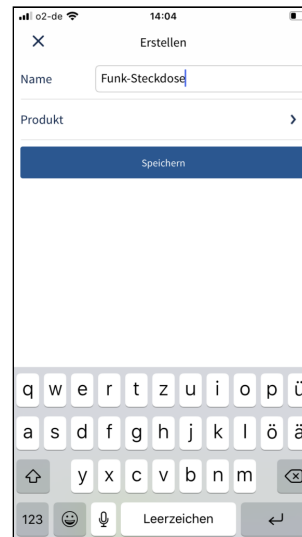 o2-de 14:04
Erstellen
Name Funk-Steckdose
Produkt
Speichern
q w e r t z u i o p ü
a s d f g h j k l ö ä
y x c v b n m
123 Leerzeichen